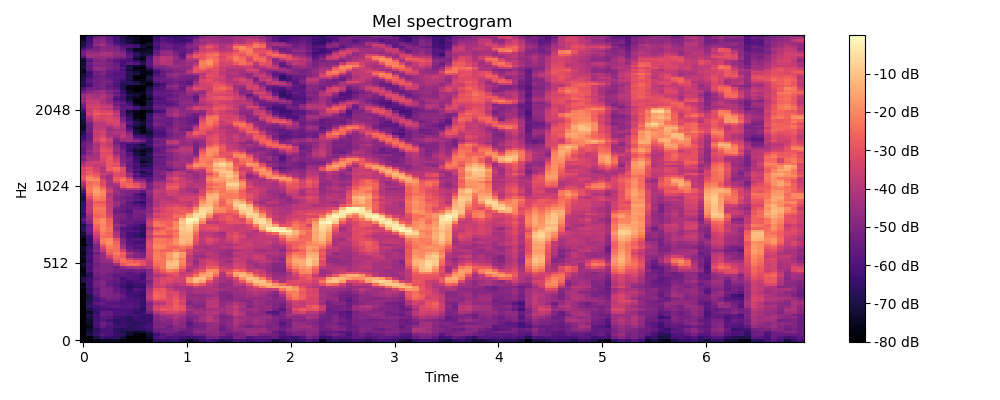 Mel spectrogram
Hz
2048
1024
512
0
0 1 2 3 4 5 6
Time
-10 dB
-20 dB
-30 dB
-40 dB
-50 dB
-60 dB
-70 dB
-80 dB